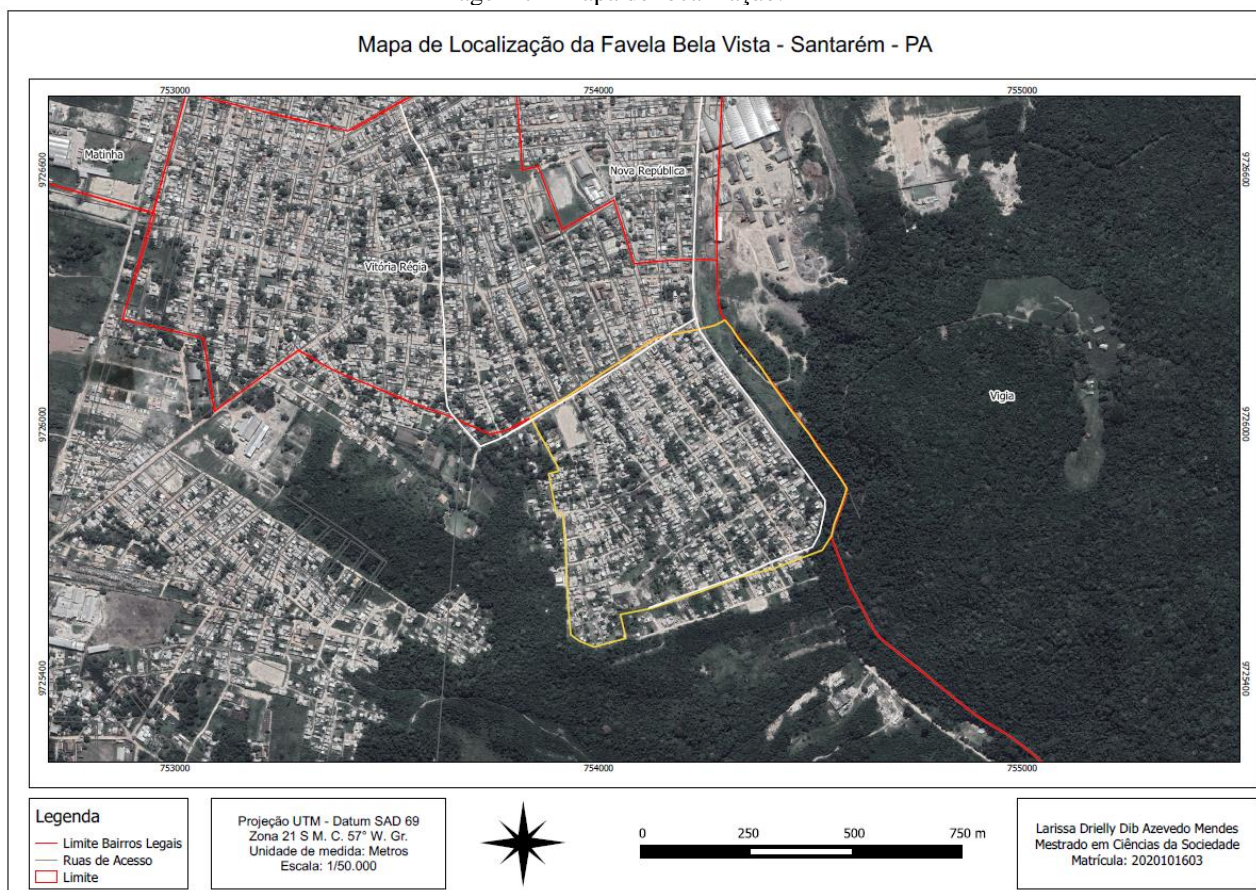 Mapa de Localização da Favela Bela Vista - Santarém - PA
753000
754000
755000
9726600
9726600
Matinha
Nova República
Vitória Régia
Vigia
9726000
9726000
9725400
9725400
753000
754000
755000
Legenda
Limite Bairros Legais
Ruas de Acesso
Limite
Projeção UTM - Datum SAD 69
Zona 21 S M. C. 57° W. Gr.
Unidade de medida: Metros
Escala: 1/50.000
0 250 500 750 m
Larissa Drielly Dib Azevedo Mendes
Mestrado em Ciências da Sociedade
Matrícula: 2020101603